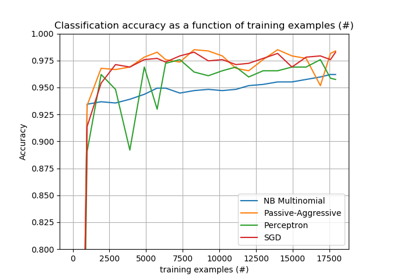 Classification accuracy as a function of training examples (#)
1.000
0.975
0.950
0.925
0.900
0.875
0.850
0.825
0.800
Accuracy
NB Multinomial
Passive-Aggressive
Perceptron
SGD
0 2500 5000 7500 10000 12500 15000 17500
training examples (#)